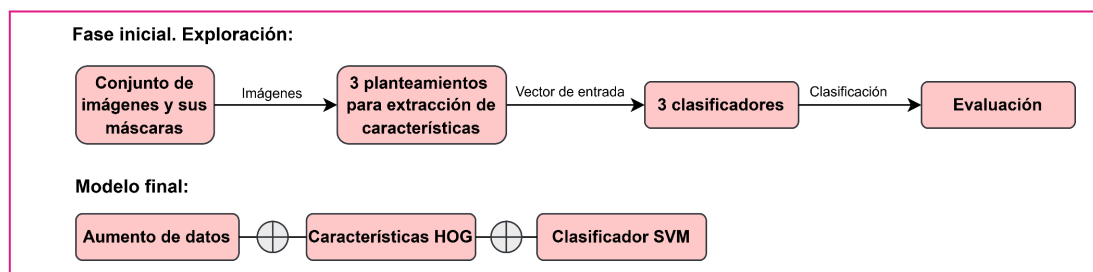 Fase inicial. Exploración:
Conjunto de
imágenes y sus
máscaras
Imágenes
3 planteamientos
para extracción de
características
Vector de entrada
3 clasificadores
Clasificación
Evaluación
Modelo final:
Aumento de datos
Características HOG
Clasificador SVM